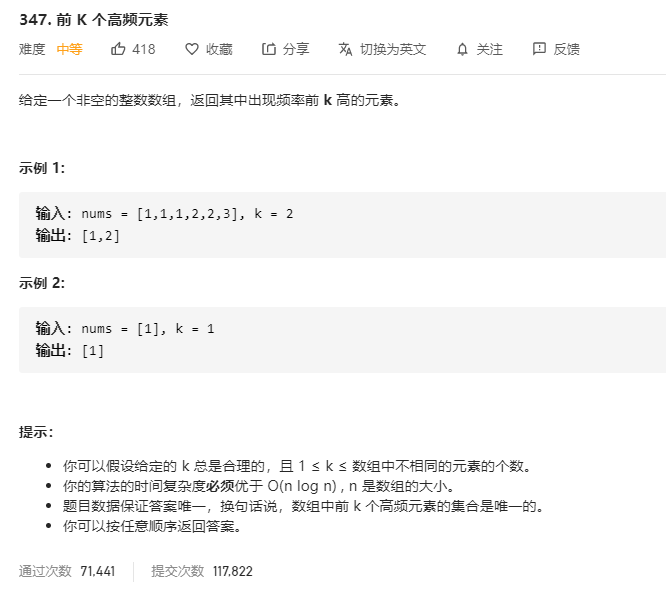 347. 前 K 个高频元素
难度 中等 418 收藏 分享 切换为英文 关注 反馈
给定一个非空的整数数组，返回其中出现频率前 k 高的元素。
示例 1:
输入: nums = [1,1,1,2,2,3], k = 2
输出: [1,2]
示例 2:
输入: nums = [1], k = 1
输出: [1]
提示：
你可以假设给定的 k 总是合理的，且 1 ≤ k ≤ 数组中不相同的元素的个数。
你的算法的时间复杂度必须优于 O(n log n) , n 是数组的大小。
题目数据保证答案唯一，换句话说，数组中前 k 个高频元素的集合是唯一的。
你可以按任意顺序返回答案。
通过次数 71,441 提交次数 117,822